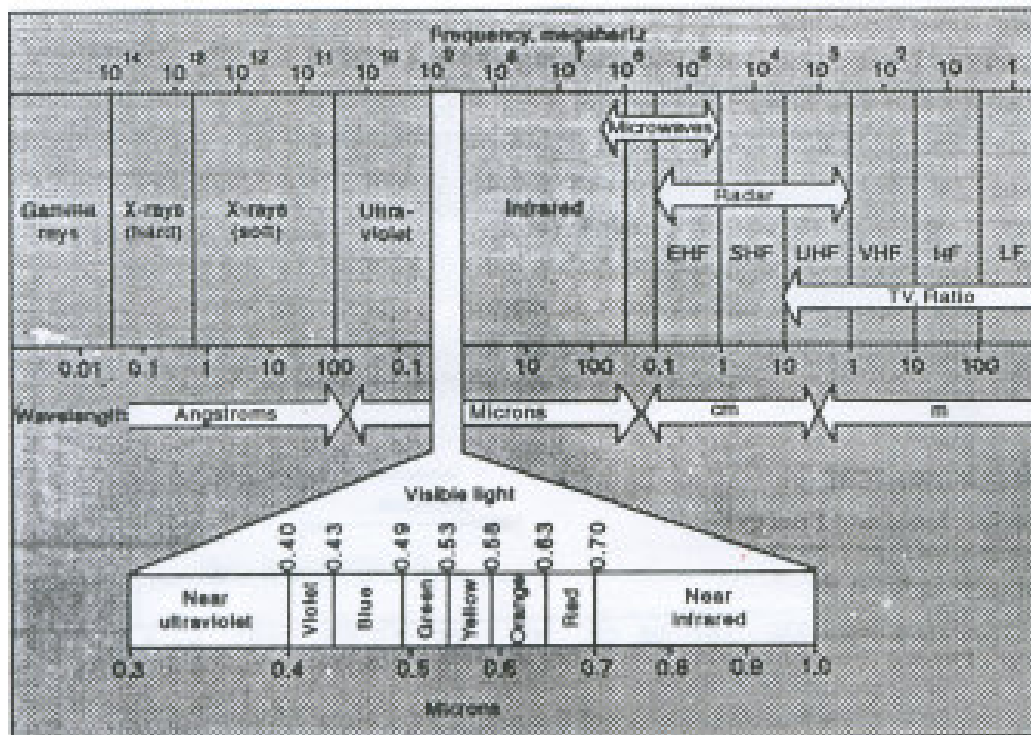 Frequency, megahertz
10^14 10^13 10^12 10^11 10^10 10^9 10^8 10^7 10^6 10^5 10^4 10^3 10^2 10 1
Microwaves
Radar
Gamma rays
X-rays (hard)
X-rays (soft)
Ultra-violet
Infrared
EHF SHF UHF VHF HF LF
TV, Ratio
0.01 0.1 1 10 100 0.1 10 100 0.1 1 10 1 10 100
Wavelength Angstroms Microns cm m
Visible light
0.40 0.43 0.49 0.53 0.58 0.63 0.70
Near ultraviolet
Violet
Blue
Green
Yellow
Orange
Red
Near infrared
0.3 0.4 0.5 0.6 0.7 0.8 0.9 1.0
Microns